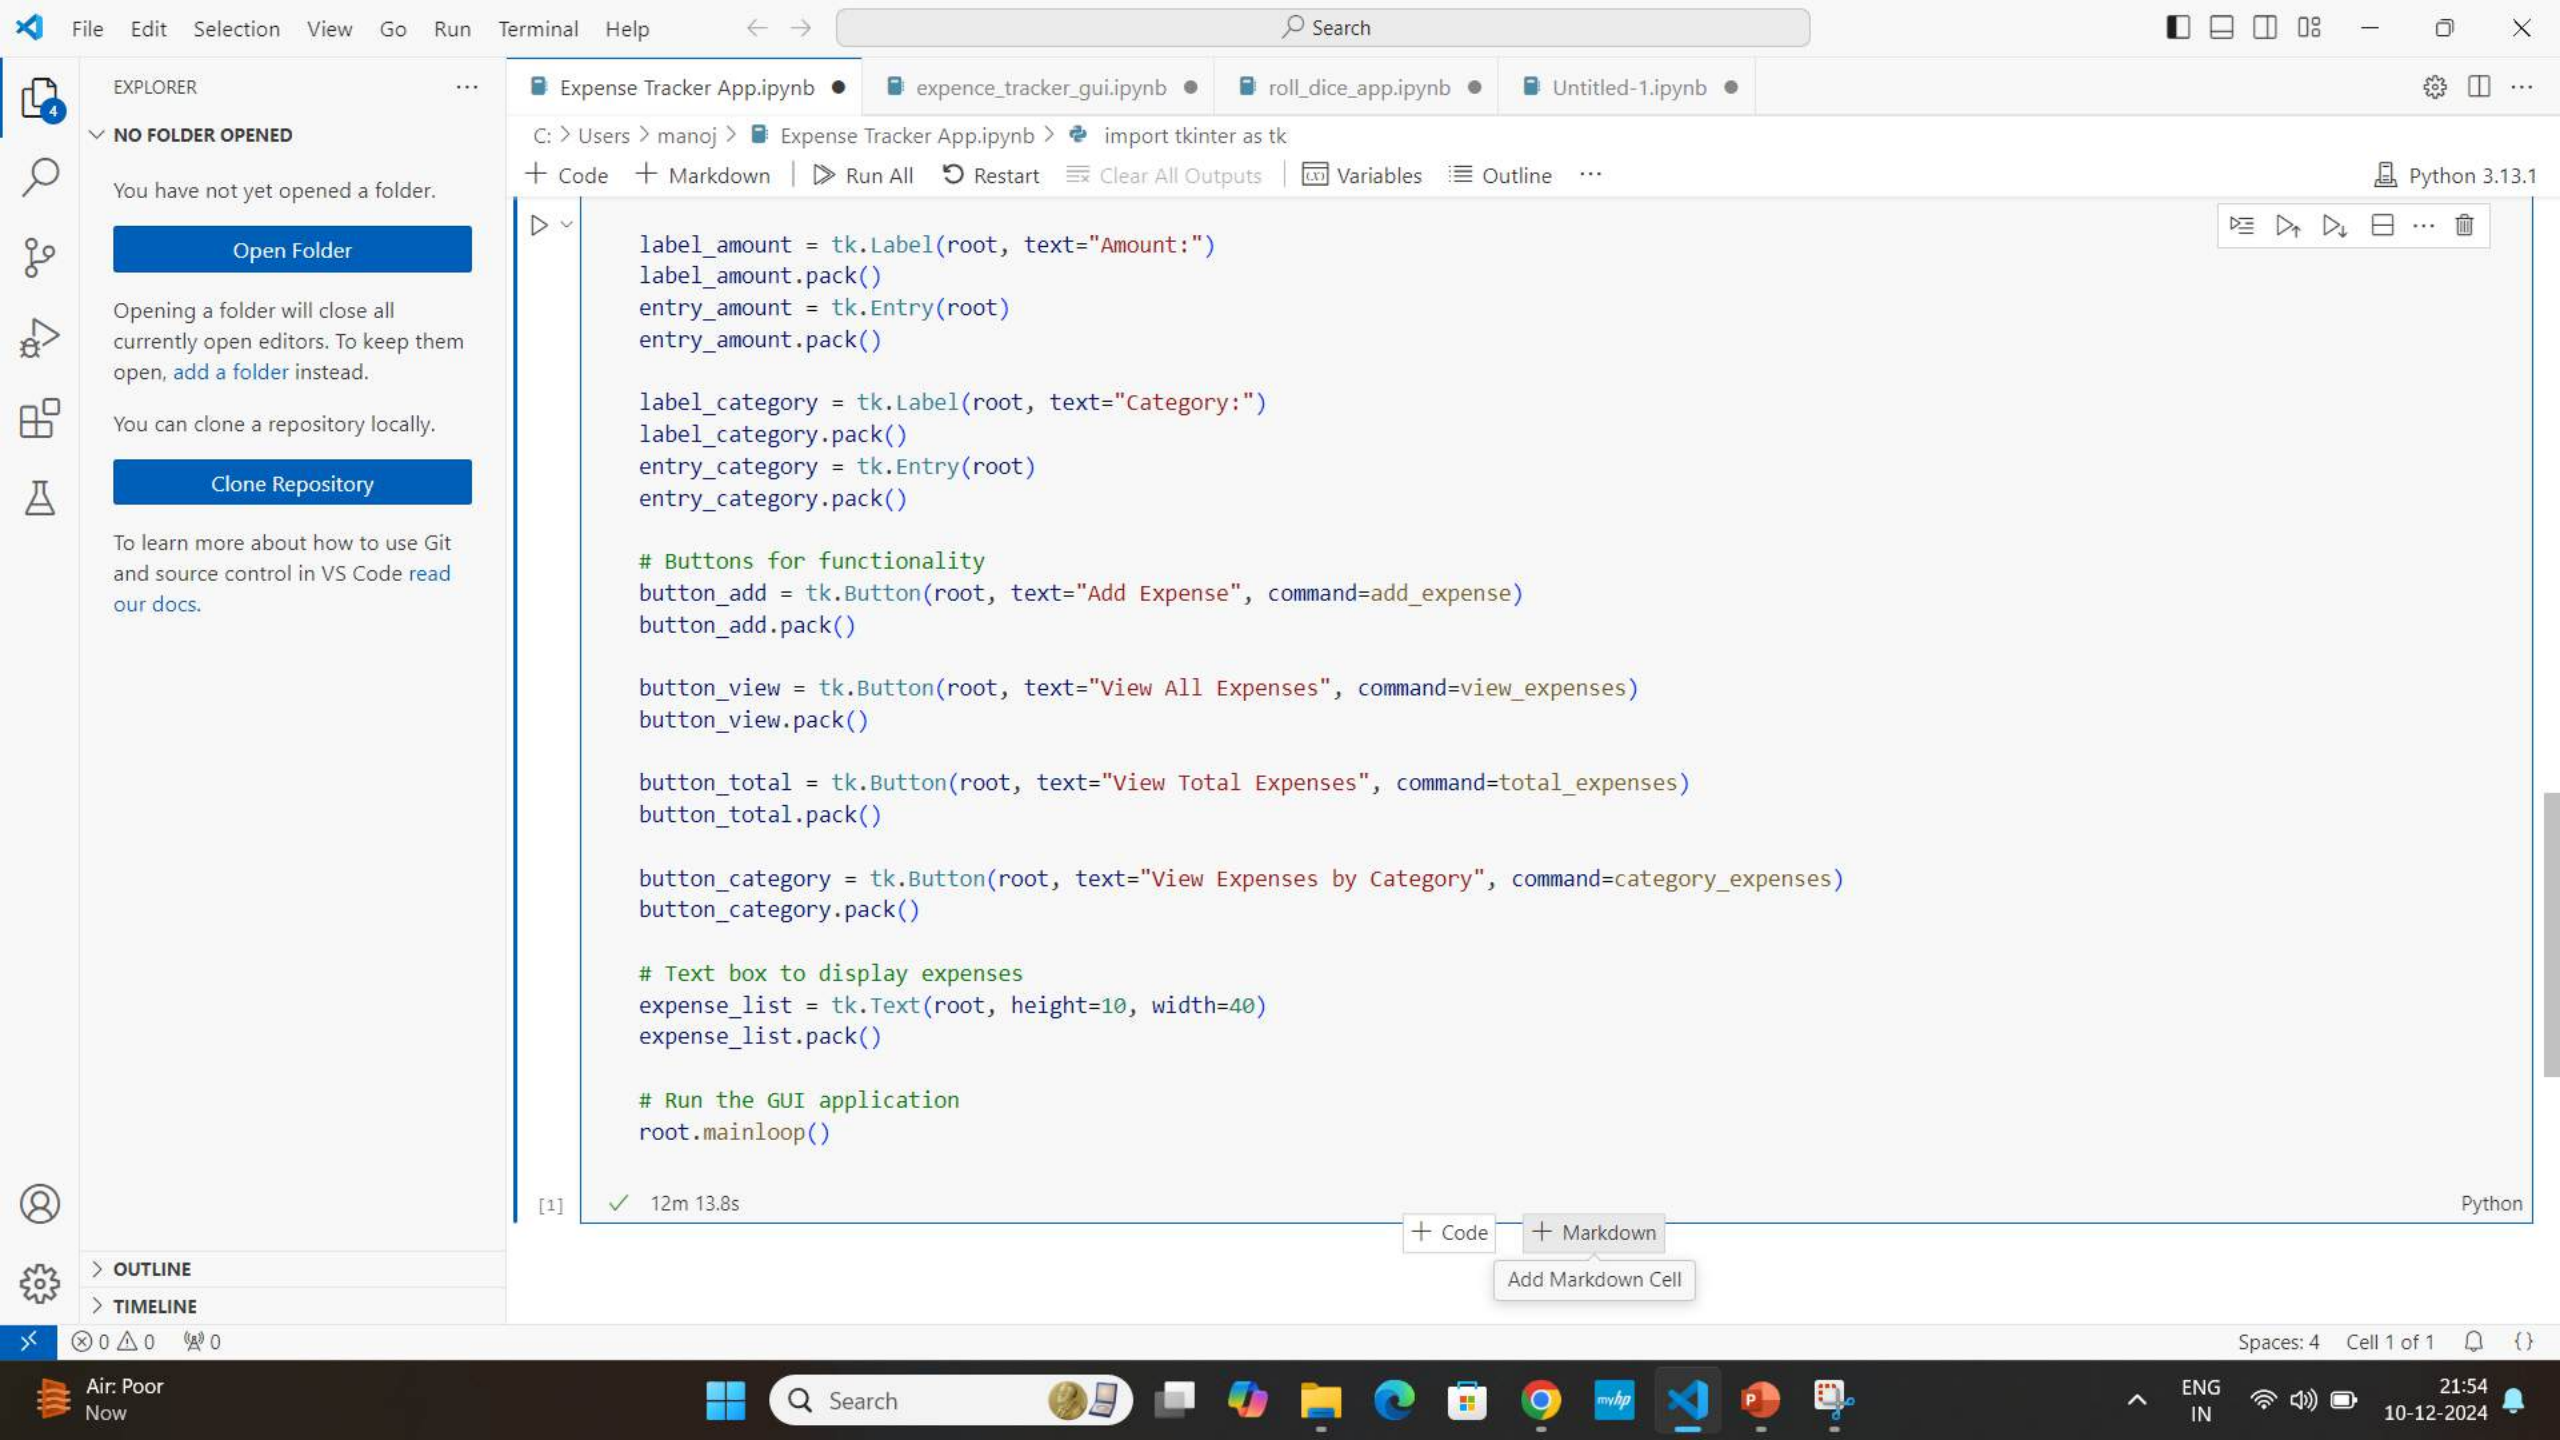 File Edit Selection View Go Run Terminal Help Search
EXPLORER
Expense Tracker App.ipynb expence_tracker_gui.ipynb roll_dice_app.ipynb Untitled-1.ipynb
4
NO FOLDER OPENED
C: > Users > manoj > Expense Tracker App.ipynb > import tkinter as tk
+ Code + Markdown Run All Restart Clear All Outputs Variables Outline ... Python 3.13.1
You have not yet opened a folder.
Open Folder
Opening a folder will close all
currently open editors. To keep them
open, add a folder instead.
You can clone a repository locally.
Clone Repository
To learn more about how to use Git
and source control in VS Code read
our docs.
label_amount = tk.Label(root, text="Amount:")
label_amount.pack()
entry_amount = tk.Entry(root)
entry_amount.pack()
label_category = tk.Label(root, text="Category:")
label_category.pack()
entry_category = tk.Entry(root)
entry_category.pack()
# Buttons for functionality
button_add = tk.Button(root, text="Add Expense", command=add_expense)
button_add.pack()
button_view = tk.Button(root, text="View All Expenses", command=view_expenses)
button_view.pack()
button_total = tk.Button(root, text="View Total Expenses", command=total_expenses)
button_total.pack()
button_category = tk.Button(root, text="View Expenses by Category", command=category_expenses)
button_category.pack()
# Text box to display expenses
expense_list = tk.Text(root, height=10, width=40)
expense_list.pack()
# Run the GUI application
root.mainloop()
[1] 12m 13.8s Python
+ Code + Markdown
Add Markdown Cell
OUTLINE
TIMELINE
0 0 0 Spaces: 4 Cell 1 of 1 {}
Air: Poor
Now
Search
myhp
P
ENG
IN
21:54
10-12-2024